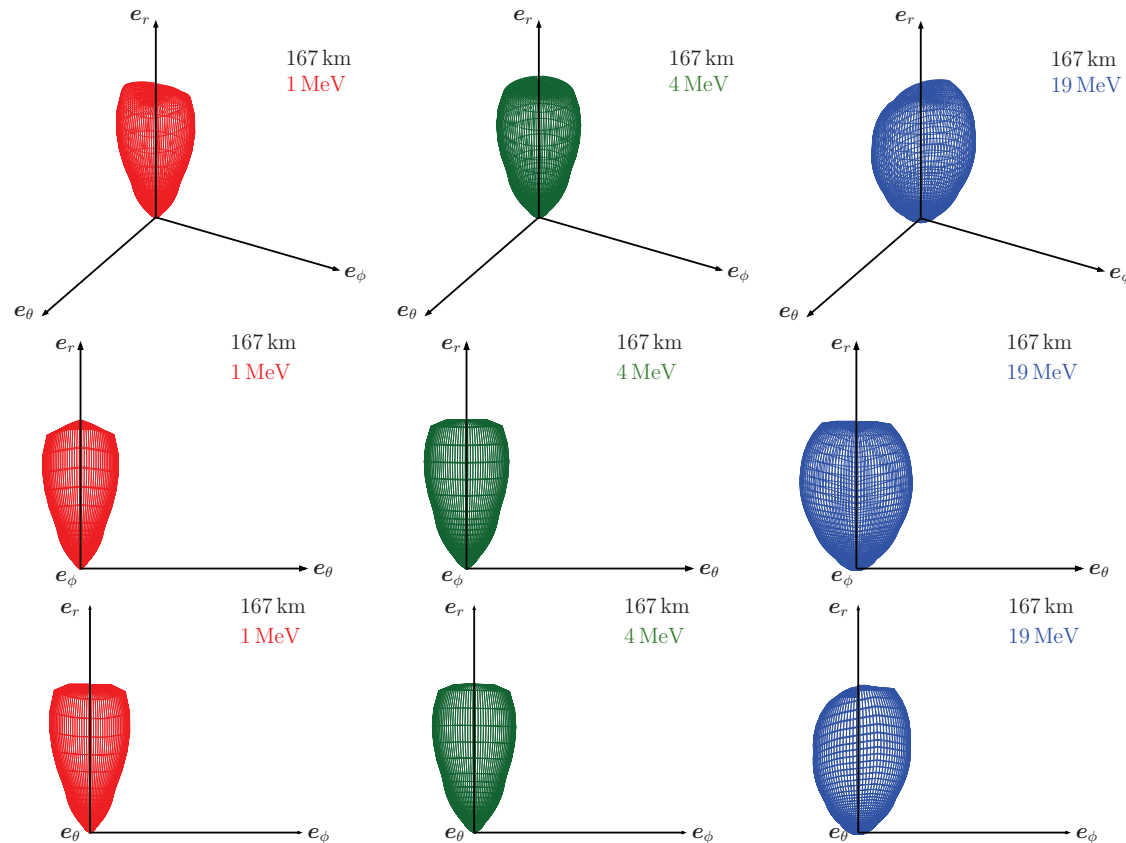 e_r e_r e_r
167 km 167 km 167 km
1 MeV 4 MeV 19 MeV
e_ϕ e_ϕ e_ϕ
e_θ e_θ e_θ
e_r 167 km e_r 167 km e_r 167 km
1 MeV 4 MeV 19 MeV
e_ϕ e_θ e_ϕ e_θ e_ϕ e_θ
e_r 167 km e_r 167 km e_r 167 km
1 MeV 4 MeV 19 MeV
e_θ e_ϕ e_θ e_ϕ e_θ e_ϕ